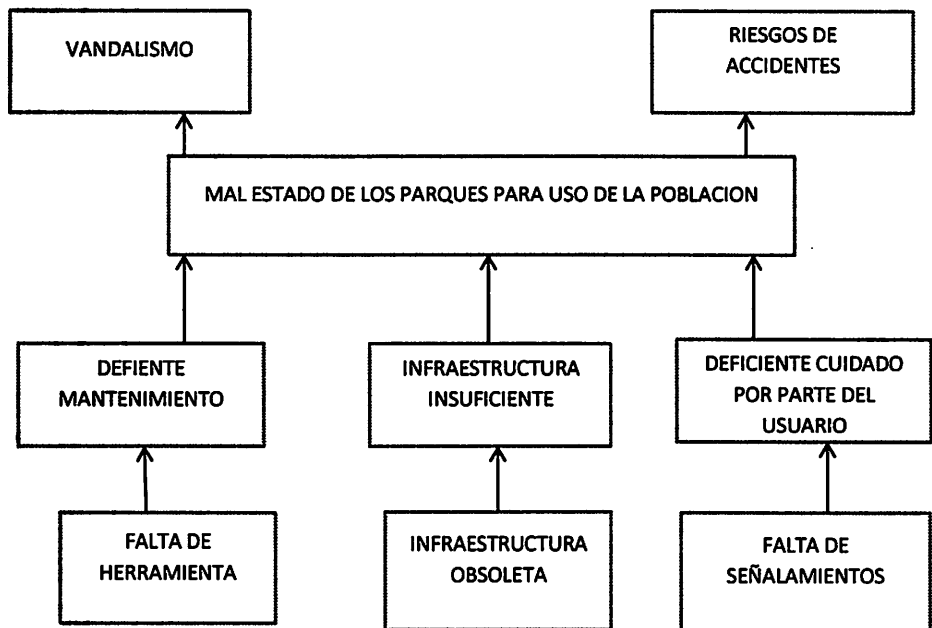 VANDALISMO
RIESGOS DE
ACCIDENTES
MAL ESTADO DE LOS PARQUES PARA USO DE LA POBLACION
DEFIENTE
MANTENIMIENTO
INFRAESTRUCTURA
INSUFICIENTE
DEFICIENTE CUIDADO
POR PARTE DEL
USUARIO
FALTA DE
HERRAMIENTA
INFRAESTRUCTURA
OBSOLETA
FALTA DE
SEÑALAMIENTOS